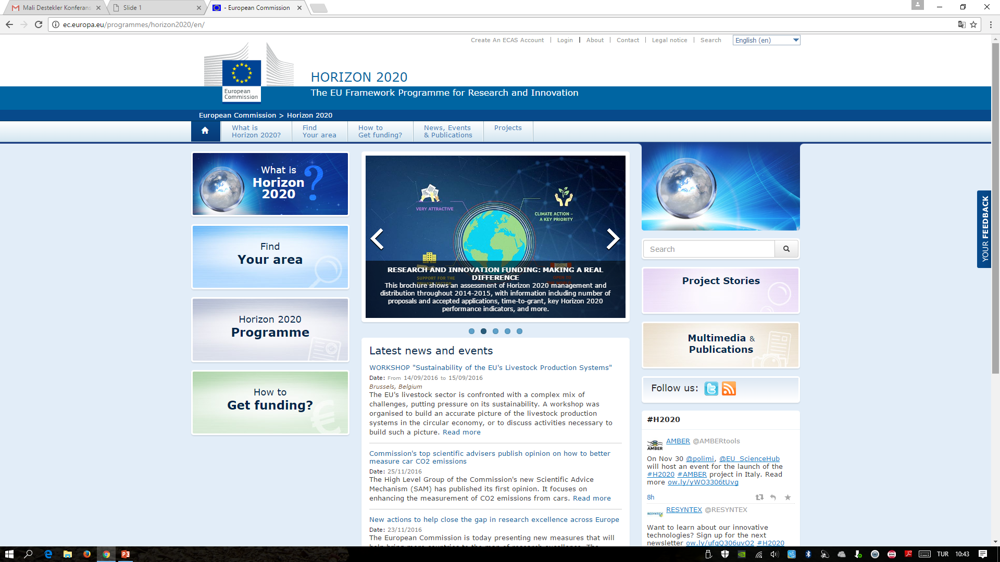 Mali Destekler Konferans
Slide 1
- European Commission
ec.europa.eu/programmes/horizon2020/en/
Create An ECAS Account | Login | About | Contact | Legal notice | Search
English (en)
European
Commission
HORIZON 2020
The EU Framework Programme for Research and Innovation
European Commission > Horizon 2020
What is
Horizon 2020?
Find
Your area
How to
Get funding?
News, Events
& Publications
Projects
What is
Horizon
2020
?
Find
Your area
Horizon 2020
Programme
How to
Get funding?
€
VERY ATTRACTIVE
CLIMATE ACTION –
A KEY PRIORITY
SUPPORT FOR THE
PRIVATE SECTOR
OPEN TO
RESEARCH AND INNOVATION FUNDING: MAKING A REAL
DIFFERENCE
This brochure shows an assessment of Horizon 2020 management and
distribution throughout 2014-2015, with information including number of
proposals and accepted applications, time-to-grant, key Horizon 2020
performance indicators, and more.
Latest news and events
WORKSHOP "Sustainability of the EU's Livestock Production Systems"
Date: From 14/09/2016 to 15/09/2016
Brussels, Belgium
The EU's livestock sector is confronted with a complex mix of
challenges, putting pressure on its sustainability. A workshop was
organised to build an accurate picture of the livestock production
systems in the circular economy, or to discuss activities necessary to
build such a picture. Read more
Commission's top scientific advisers publish opinion on how to better
measure car CO2 emissions
Date: 25/11/2016
The High Level Group of the Commission's new Scientific Advice
Mechanism (SAM) has published its first opinion. It focuses on
enhancing the measurement of CO2 emissions from cars. Read more
New actions to help close the gap in research excellence across Europe
Date: 23/11/2016
The European Commission is today presenting new measures that will
help bring more countries to the map of research excellence. The
Search
Project Stories
Multimedia &
Publications
Follow us:
#H2020
AMBER
AMBER @AMBERtools
On Nov 30 @polimi, @EU_ScienceHub
will host an event for the launch of the
#H2020 #AMBER project in Italy. Read
more ow.ly/yWO3306tUvg
8h
RESYNTEX
RESYNTEX @RESYNTEX
Want to learn about our innovative
technologies? Sign up for the next
newsletter ow.ly/ufqQ306uvO2 #H2020
YOUR FEEDBACK
TUR
10:43